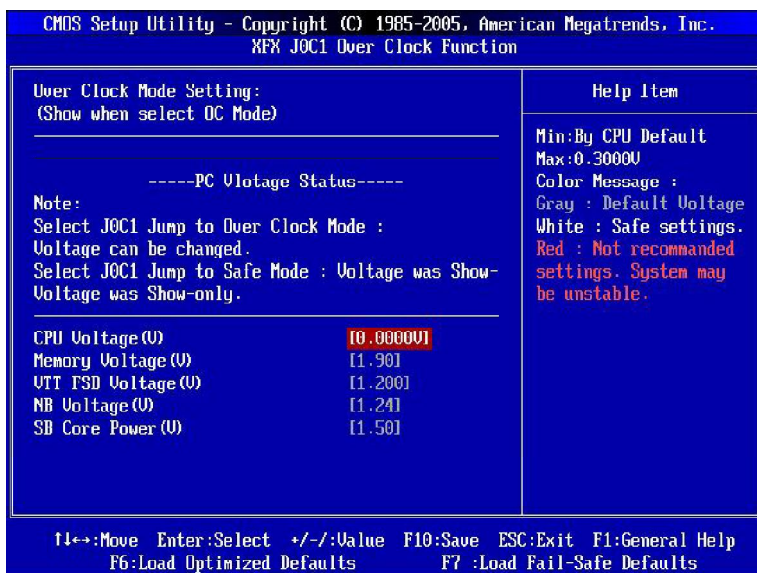 CMOS Setup Utility - Copyright (C) 1985-2005, American Megatrends, Inc.
XFX J0C1 Over Clock Function
Over Clock Mode Setting:
(Show when select OC Mode)
-----PC Vlotage Status-----
Note:
Select J0C1 Jump to Over Clock Mode :
Voltage can be changed.
Select J0C1 Jump to Safe Mode : Voltage was Show-
Voltage was Show-only.
CPU Voltage(V) [0.0000V]
Memory Voltage(V) [1.90]
VTT FSD Voltage(V) [1.200]
NB Voltage(V) [1.24]
SB Core Power(V) [1.50]
Help Item
Min:By CPU Default
Max:0.3000V
Color Message :
Gray : Default Voltage
White : Safe settings.
Red : Not recommanded
settings. System may
be unstable.
↑↓←→:Move Enter:Select +/-/:Value F10:Save ESC:Exit F1:General Help
F6:Load Optimized Defaults F7 :Load Fail-Safe Defaults